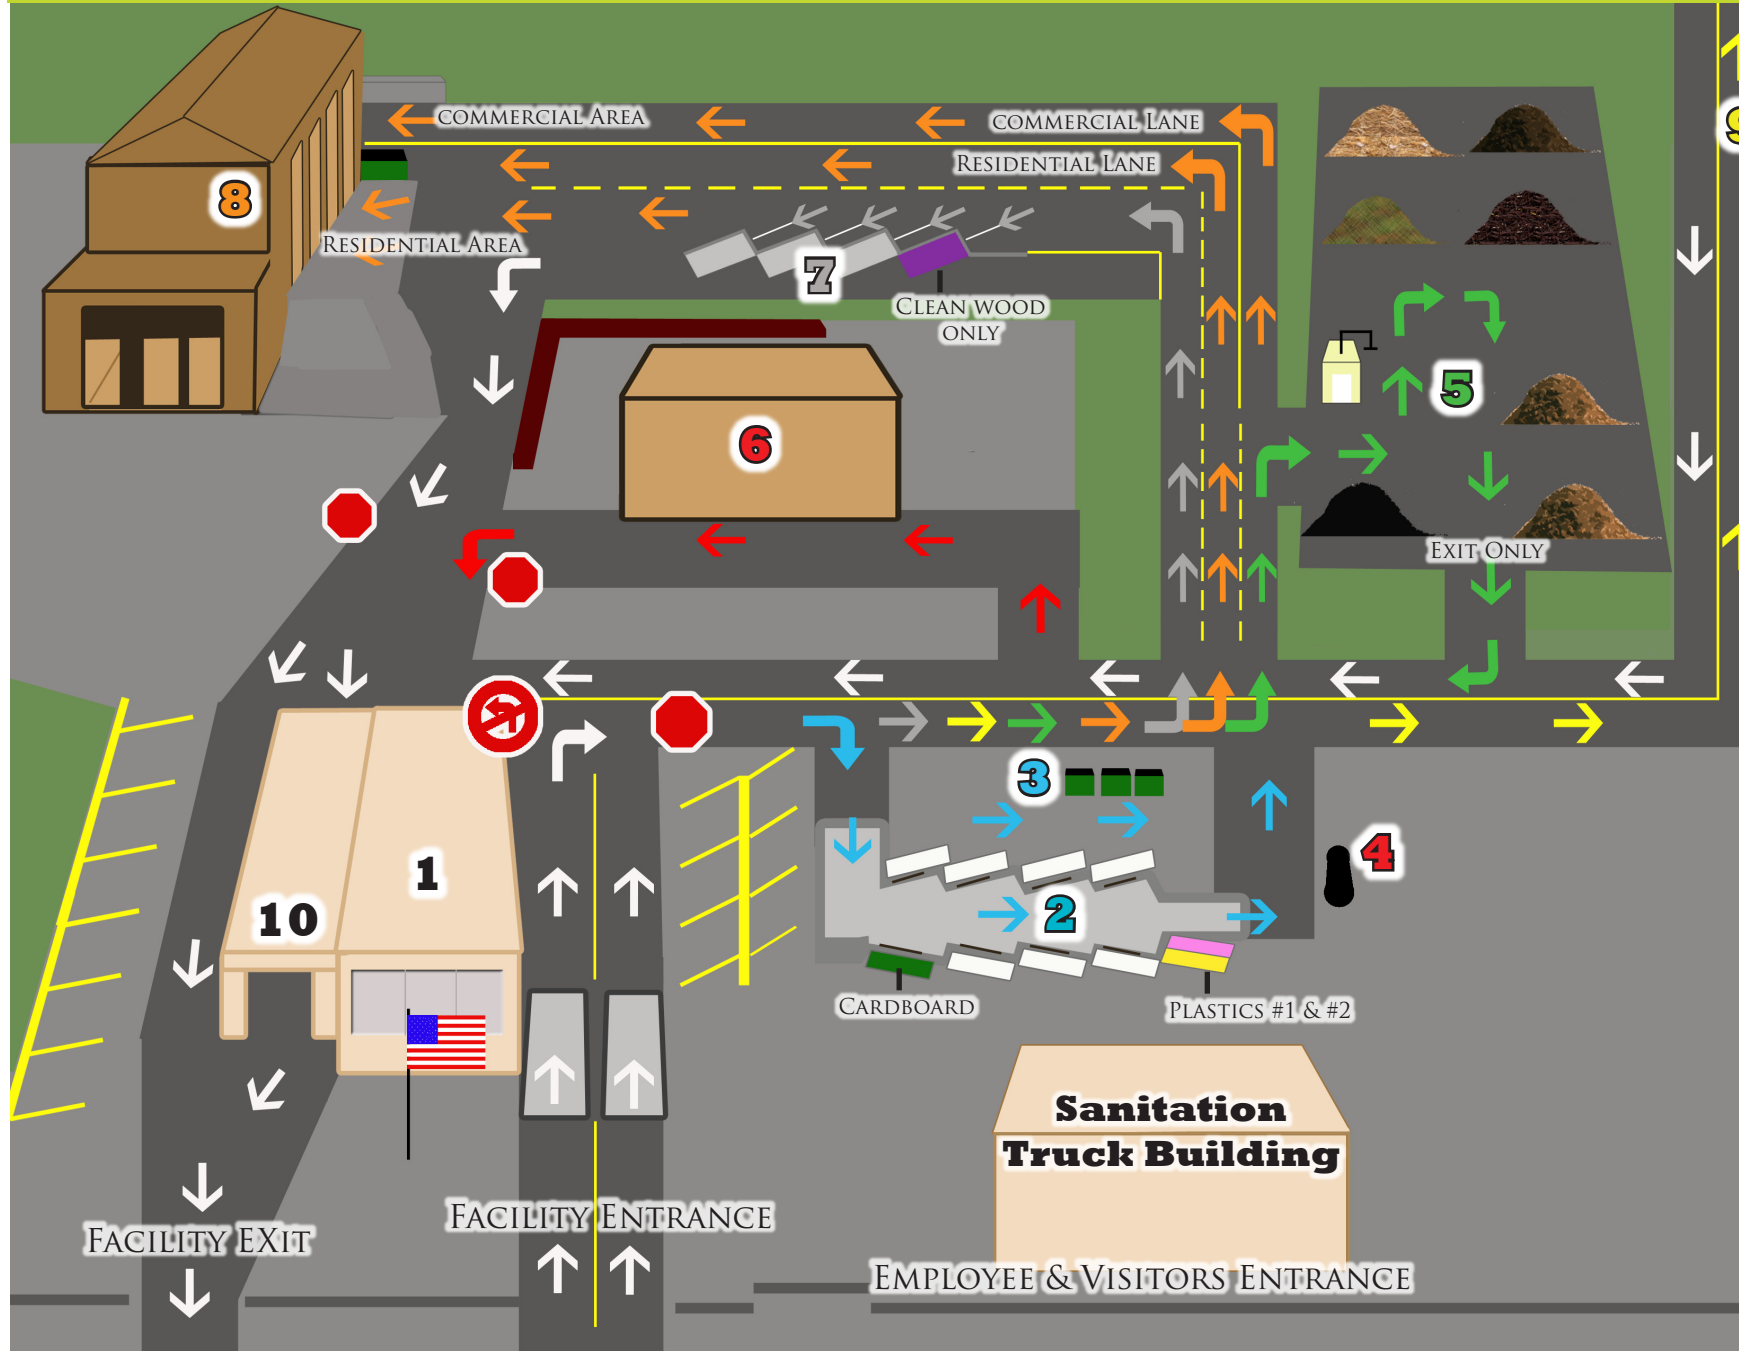 COMMERCIAL AREA
COMMERCIAL LANE
RESIDENTIAL LANE
9
8
RESIDENTIAL AREA
7
CLEAN WOOD
ONLY
5
6
EXIT ONLY
3
4
1
2
10
CARDBOARD
PLASTICS #1 & #2
Sanitation
Truck Building
FACILITY ENTRANCE
FACILITY EXIT
EMPLOYEE & VISITORS ENTRANCE